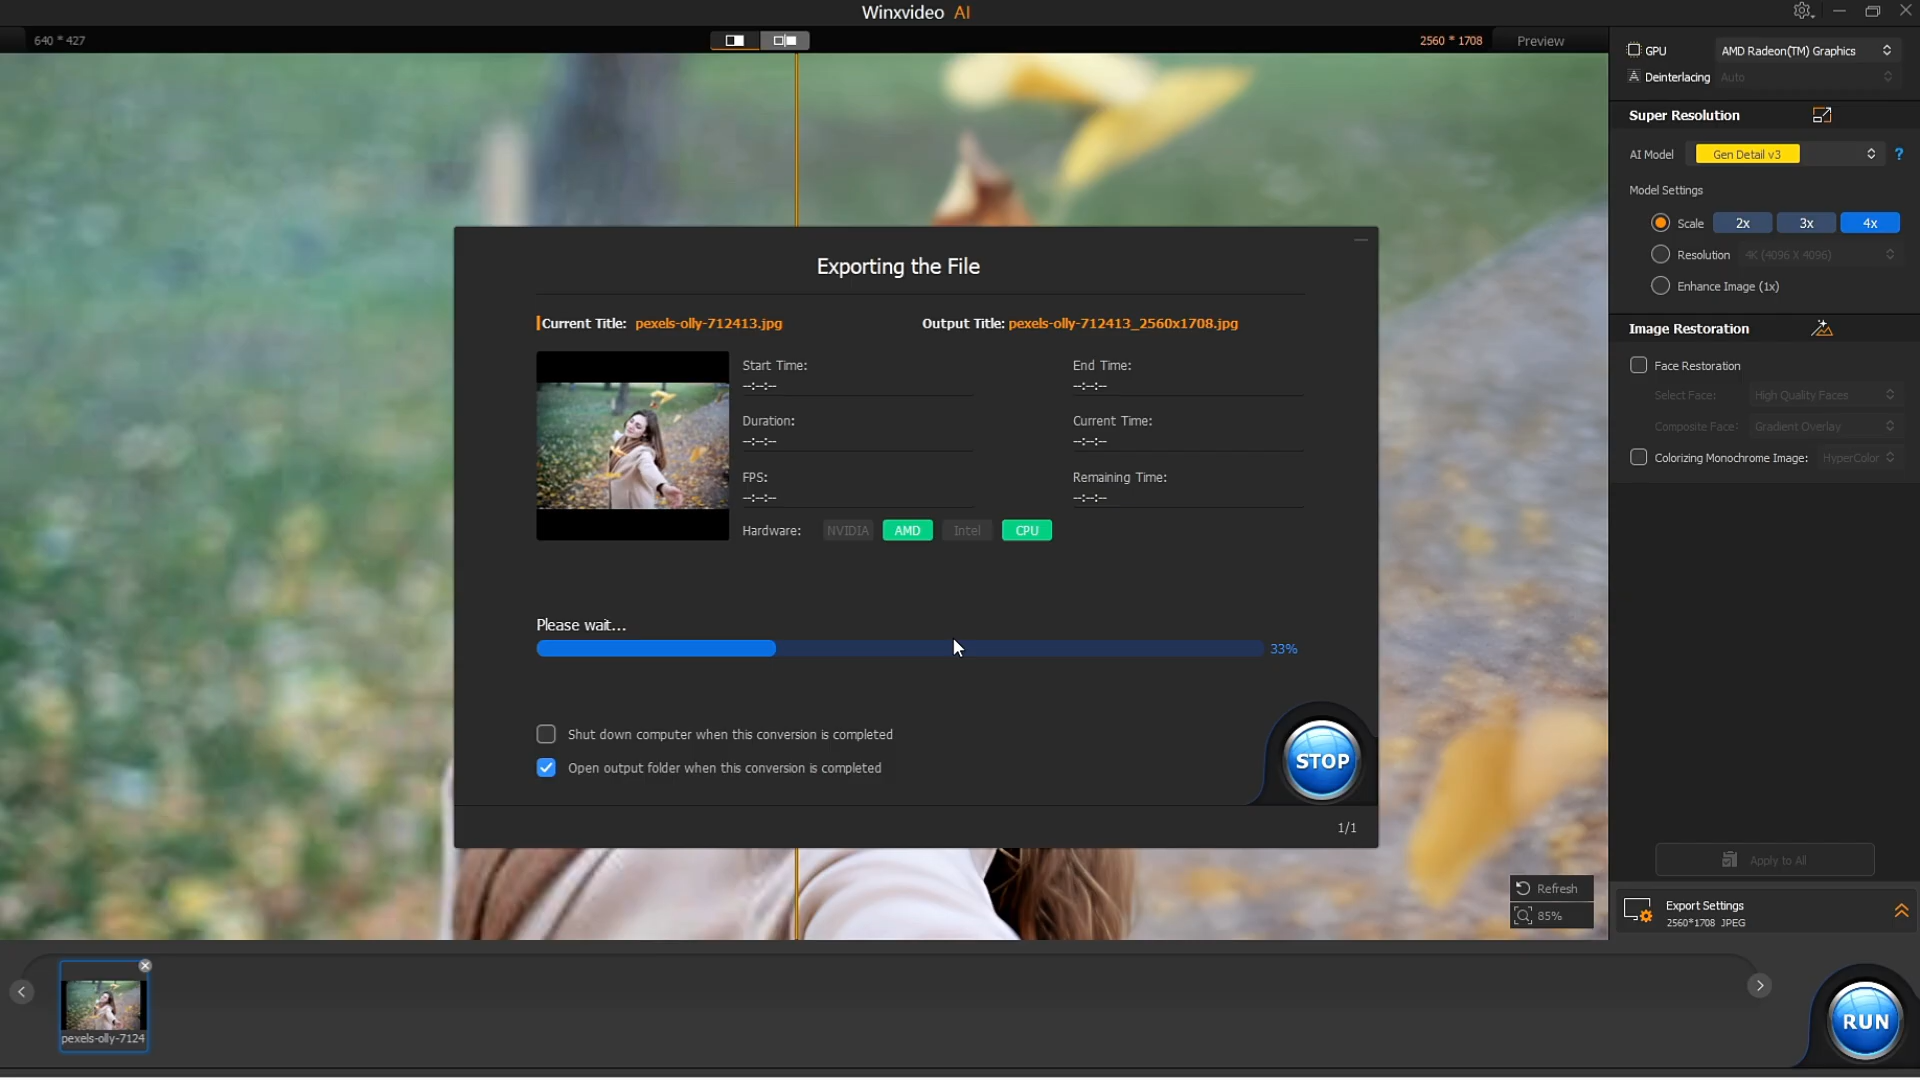 Winxvideo AI
640 * 427
2560 * 1708
Preview
GPU
AMD Radeon(TM) Graphics
Deinterlacing
Auto
Super Resolution
AI Model
Gen Detail v3
?
Model Settings
Scale
2x
3x
4x
Resolution
4K (4096 X 4096)
Enhance Image (1x)
Image Restoration
Face Restoration
Select Face:
High Quality Faces
Composite Face:
Gradient Overlay
Colorizing Monochrome Image:
HyperColor
Exporting the File
Current Title: pexels-olly-712413.jpg
Output Title: pexels-olly-712413_2560x1708.jpg
Start Time:
--:--:--
End Time:
--:--:--
Duration:
--:--:--
Current Time:
--:--:--
FPS:
--:--:--
Remaining Time:
--:--:--
Hardware:
NVIDIA
AMD
Intel
CPU
Please wait...
33%
Shut down computer when this conversion is completed
Open output folder when this conversion is completed
STOP
1/1
Refresh
85%
Apply to All
Export Settings
2560*1708 JPEG
pexels-olly-7124
RUN